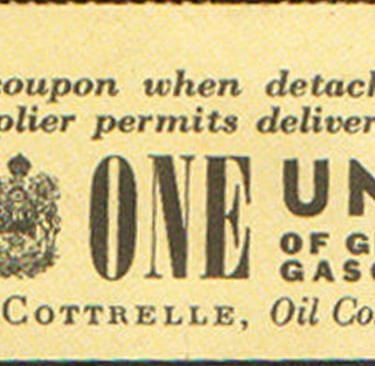 coupon when detach
plier permits deliver
ONE UN
OF G
GASO
COTTRELLE, Oil Co